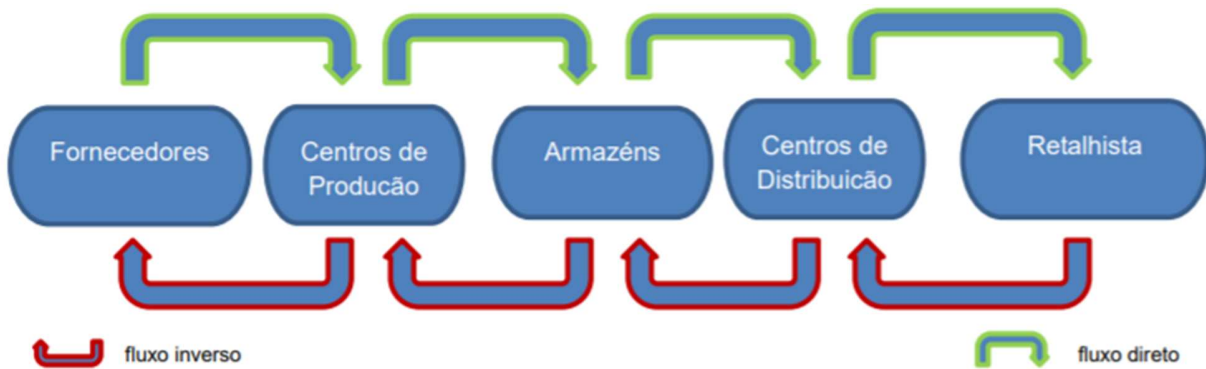 Fornecedores
Centros de
Producão
Armazéns
Centros de
Distribuicão
Retalhista
fluxo inverso
fluxo direto